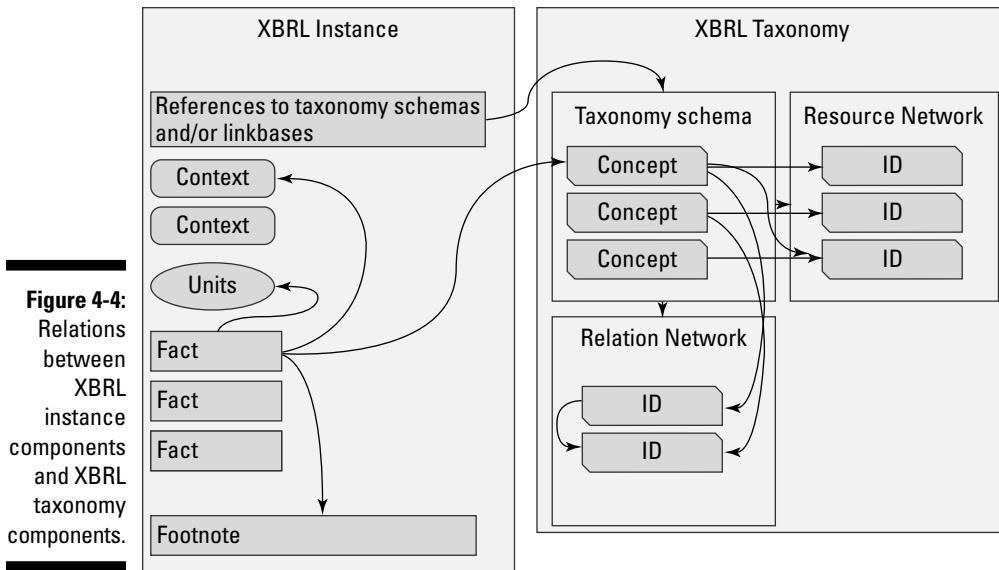 XBRL Instance
References to taxonomy schemas
and/or linkbases
Context
Context
Units
Fact
Fact
Fact
Footnote
XBRL Taxonomy
Taxonomy schema
Concept
Concept
Concept
Resource Network
ID
ID
ID
Relation Network
ID
ID
Figure 4-4:
Relations
between
XBRL
instance
components
and XBRL
taxonomy
components.